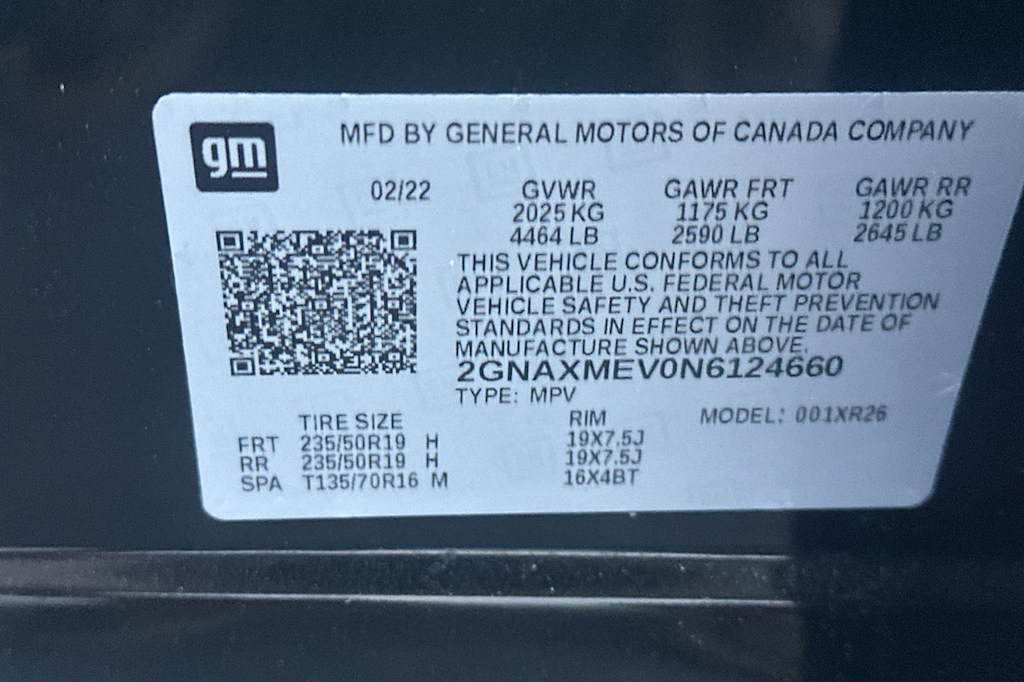 gm
MFD BY GENERAL MOTORS OF CANADA COMPANY
02/22 GVWR GAWR FRT GAWR RR
2025 KG 1175 KG 1200 KG
4464 LB 2590 LB 2645 LB
THIS VEHICLE CONFORMS TO ALL
APPLICABLE U.S. FEDERAL MOTOR
VEHICLE SAFETY AND THEFT PREVENTION
STANDARDS IN EFFECT ON THE DATE OF
MANUFACTURE SHOWN ABOVE.
2GNAXMEV0N6124660
TYPE: MPV
TIRE SIZE RIM MODEL: 001XR26
FRT 235/50R19 H 19X7.5J
RR 235/50R19 H 19X7.5J
SPA T135/70R16 M 16X4BT